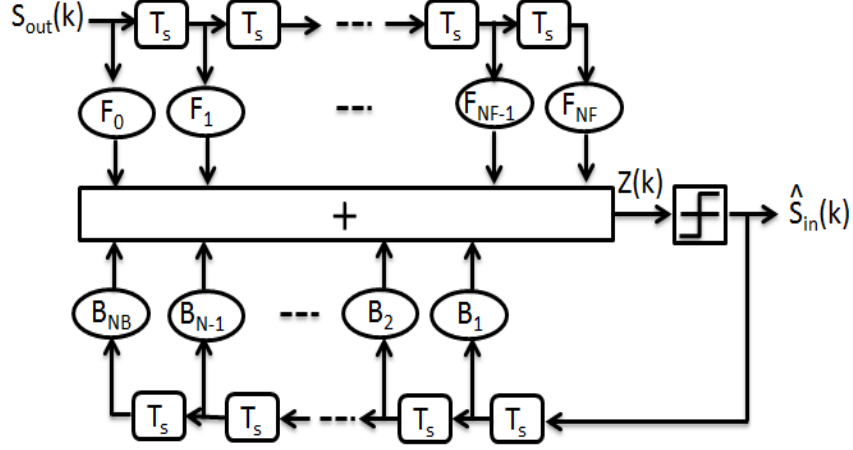 S_out(k) T_s T_s T_s T_s
F_0 F_1 F_NF-1 F_NF
+ Z(k) Ŝ_in(k)
B_NB B_N-1 B_2 B_1
T_s T_s T_s T_s